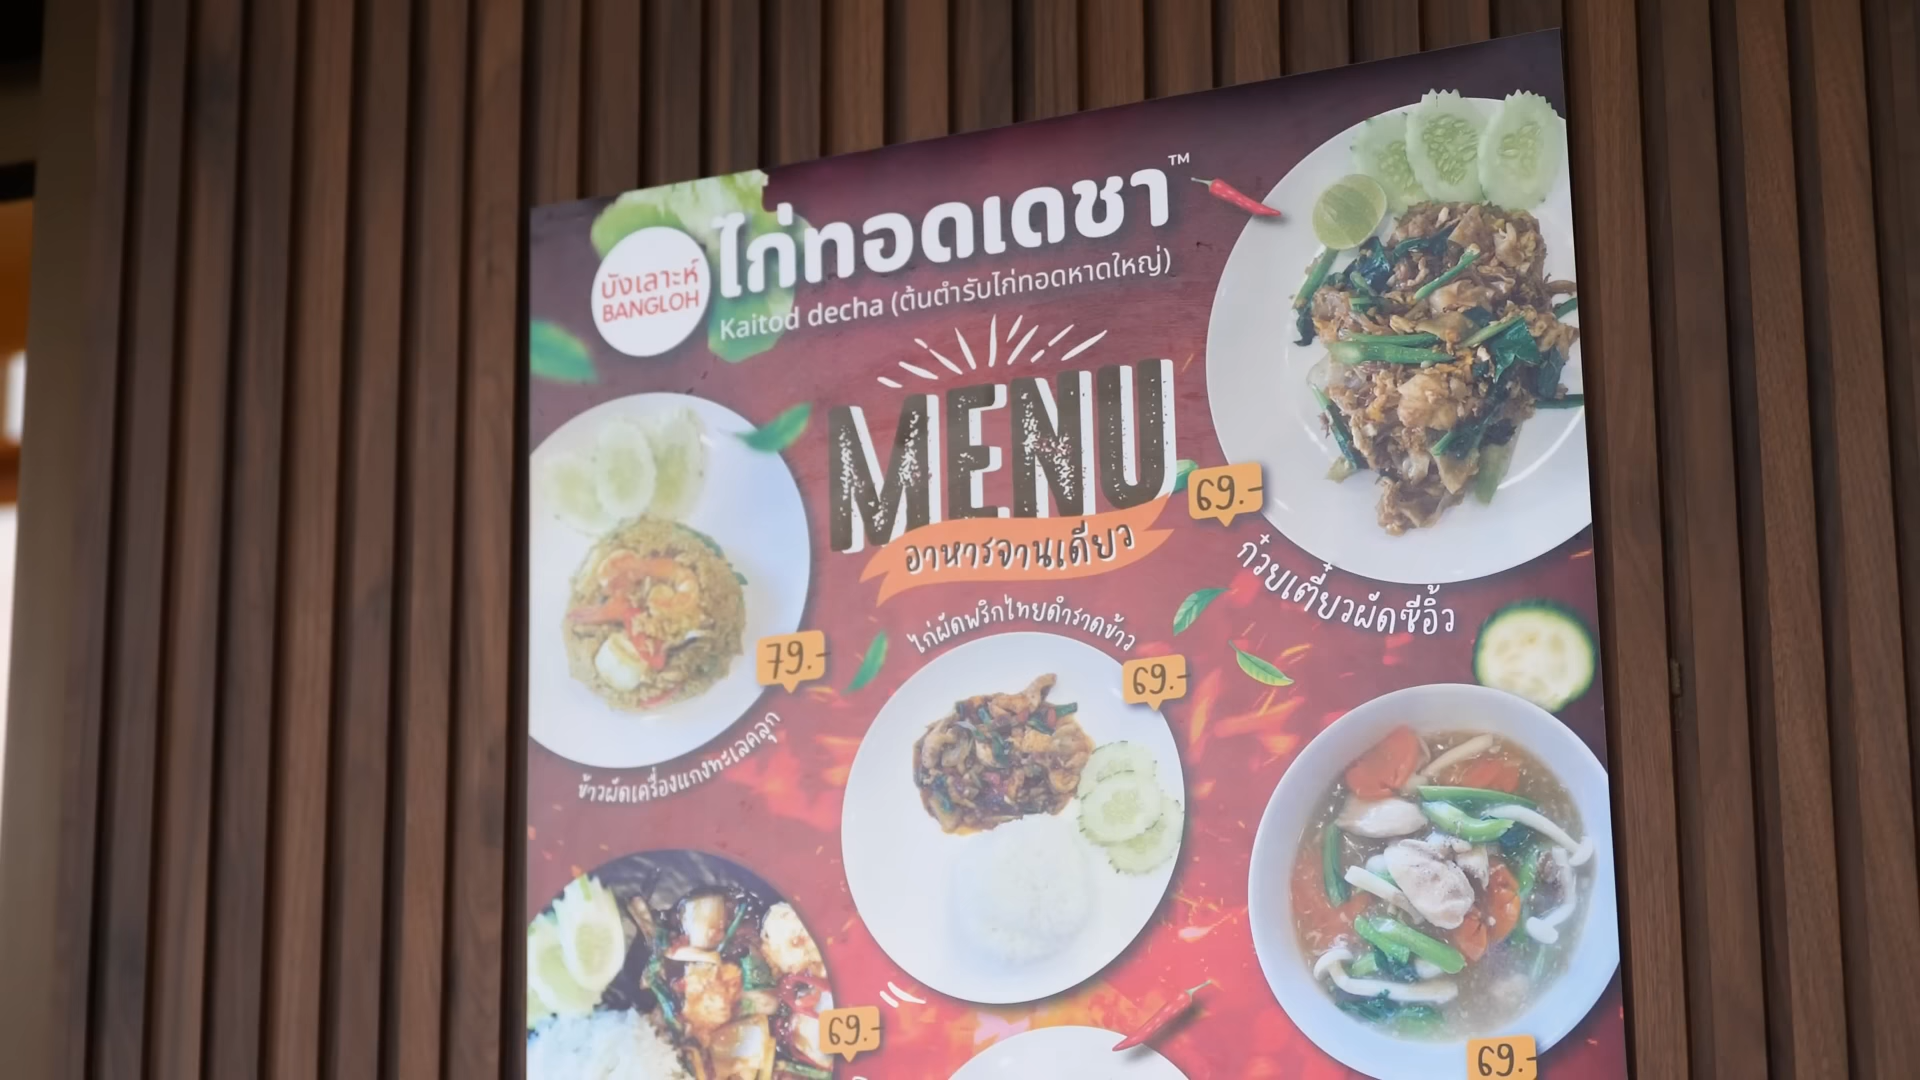 บังเลาะห์
BANGLOH
ไก่ทอดเดชา™
Kaitod decha (ต้นตำรับไก่ทอดหาดใหญ่)
MENU
อาหารจานเดียว
69.-
ก๋วยเตี๋ยวผัดซีอิ้ว
79.-
ข้าวผัดเครื่องแกงทะเลคลุก
ไก่ผัดพริกไทยดำราดข้าว
69.-
69.-
69.-